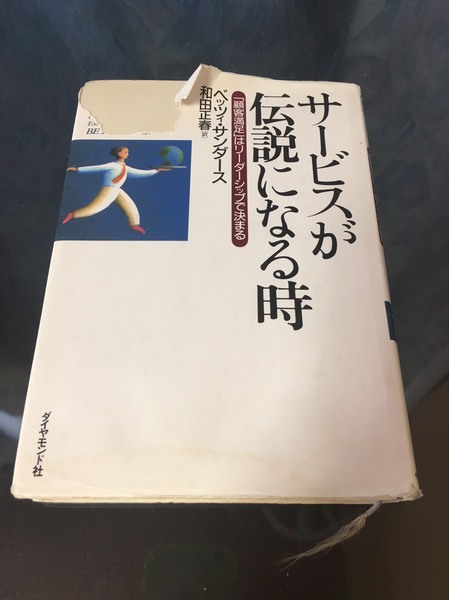 サービスが
伝説になる時
「顧客満足」はリーダーシップで決まる
ベッツィ・サンダース
和田正春 訳
BE
ダイヤモンド社